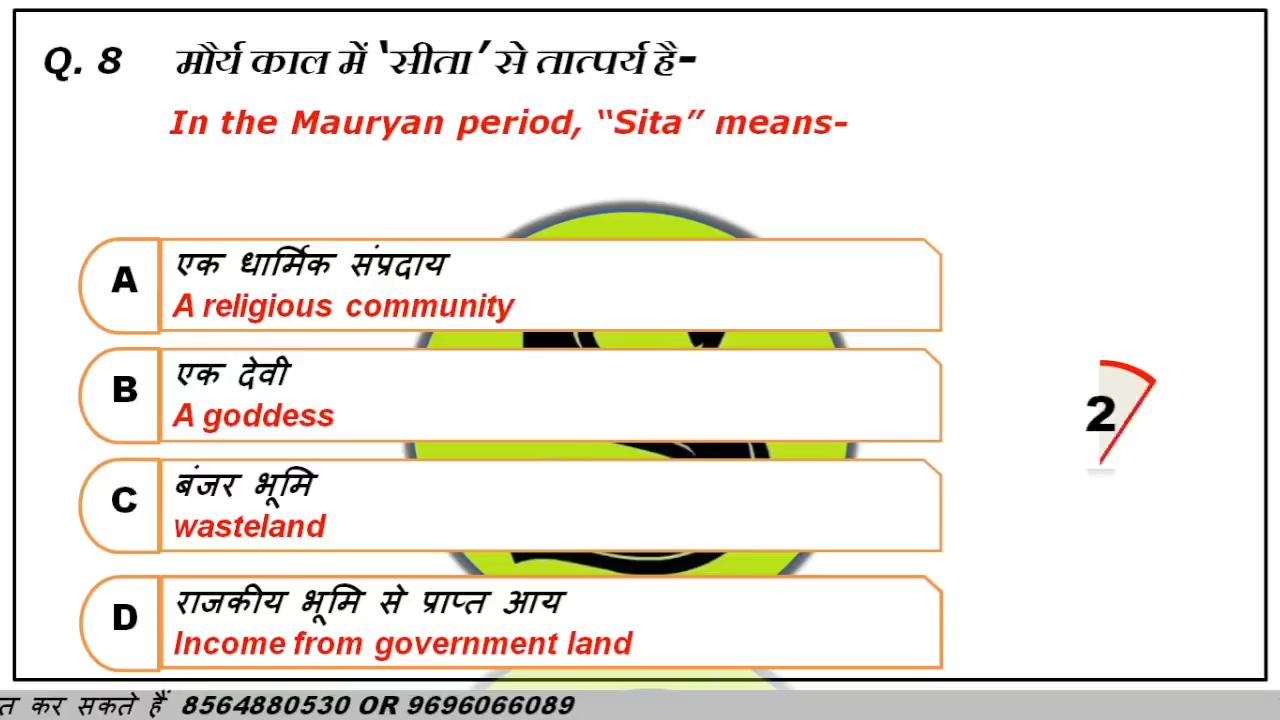 Q. 8 मौर्य काल में ‘सीता’ से तात्पर्य है-
In the Mauryan period, “Sita” means-
A एक धार्मिक संप्रदाय
A religious community
B एक देवी
A goddess
2
C बंजर भूमि
wasteland
D राजकीय भूमि से प्राप्त आय
Income from government land
त कर सकते हैं 8564880530 OR 9696066089